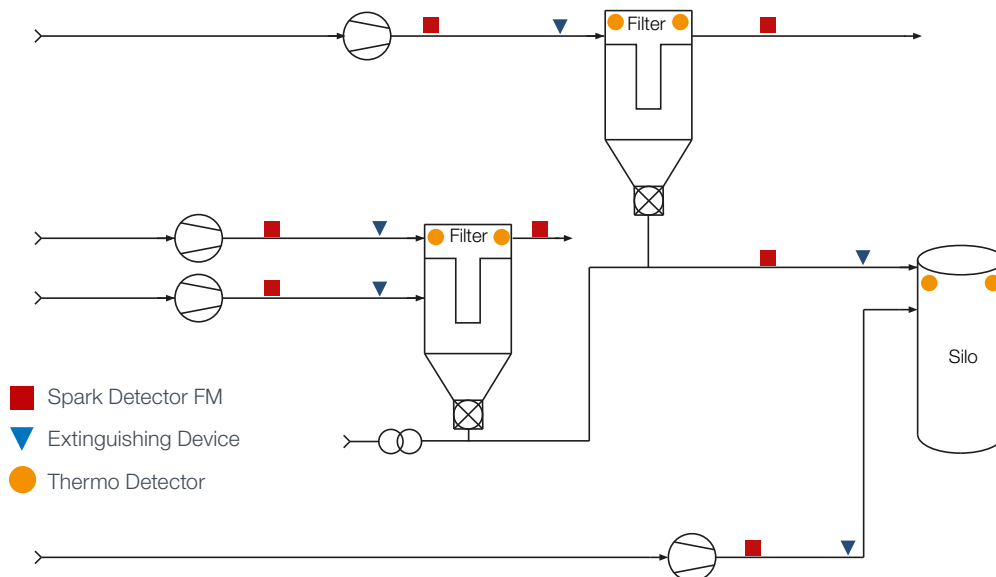 Filter
Filter
Silo
Spark Detector FM
Extinguishing Device
Thermo Detector